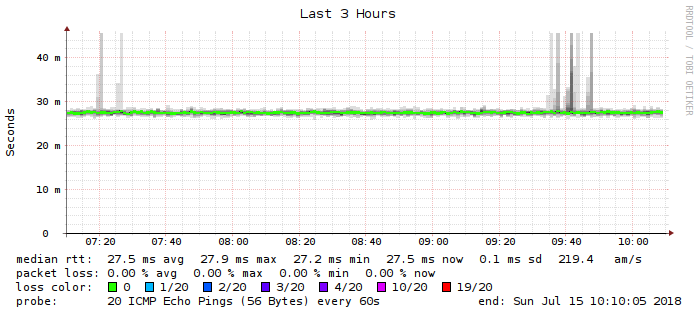 Last 3 Hours
RRDTOOL / TOBI OETIKER
Seconds
40 m
30 m
20 m
10 m
0
07:20 07:40 08:00 08:20 08:40 09:00 09:20 09:40 10:00
median rtt: 27.5 ms avg 27.9 ms max 27.2 ms min 27.5 ms now 0.1 ms sd 219.4 am/s
packet loss: 0.00 % avg 0.00 % max 0.00 % min 0.00 % now
loss color: 0 1/20 2/20 3/20 4/20 10/20 19/20
probe: 20 ICMP Echo Pings (56 Bytes) every 60s end: Sun Jul 15 10:10:05 2018